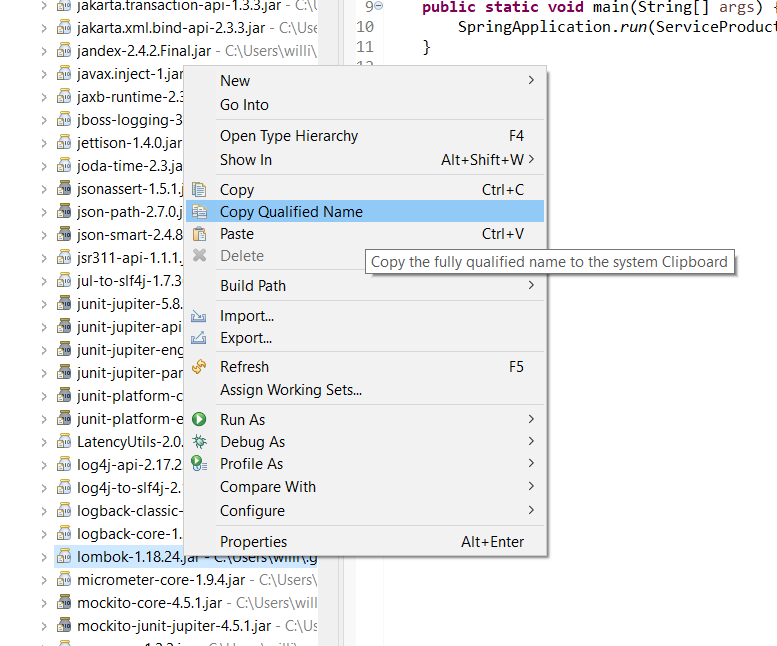 jakarta.transaction-api-1.3.3.jar - C:\U
jakarta.xml.bind-api-2.3.3.jar - C:\Us
jandex-2.4.2.Final.jar - C:\Users\willi\.
javax.inject-1.jar
jaxb-runtime-2.3
jboss-logging-3
jettison-1.4.0.jar
joda-time-2.3.ja
jsonassert-1.5.1.j
json-path-2.7.0.j
json-smart-2.4.8
jsr311-api-1.1.1.
jul-to-slf4j-1.7.3
junit-jupiter-5.8.
junit-jupiter-api
junit-jupiter-eng
junit-jupiter-par
junit-platform-c
junit-platform-e
LatencyUtils-2.0.
log4j-api-2.17.2
log4j-to-slf4j-2.
logback-classic-
logback-core-1.
lombok-1.18.24.jar - C:\Users\willi\.g
micrometer-core-1.9.4.jar - C:\Users\
mockito-core-4.5.1.jar - C:\Users\will
mockito-junit-jupiter-4.5.1.jar - C:\Us
9 public static void main(String[] args) {
10 SpringApplication.run(ServiceProduct
11 }
12
New
Go Into
Open Type Hierarchy F4
Show In Alt+Shift+W
Copy Ctrl+C
Copy Qualified Name
Paste Ctrl+V
Delete
Copy the fully qualified name to the system Clipboard
Build Path
Import...
Export...
Refresh F5
Assign Working Sets...
Run As
Debug As
Profile As
Compare With
Configure
Properties Alt+Enter